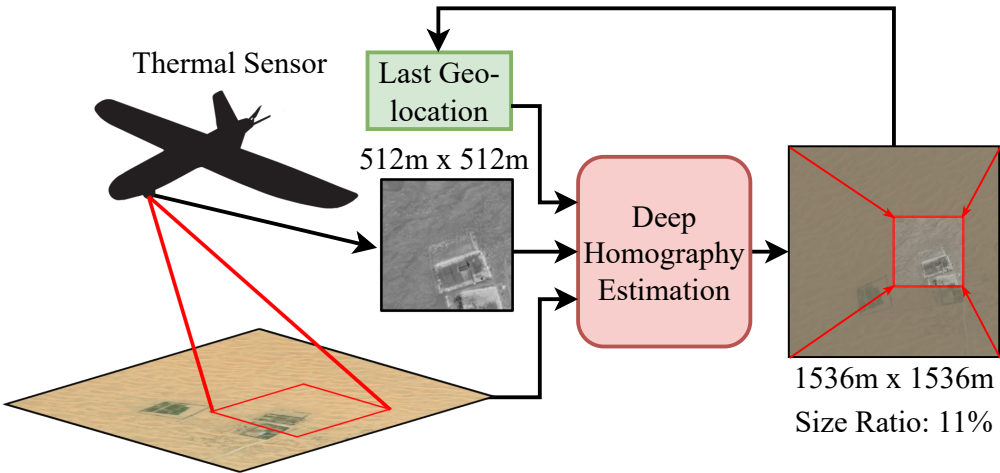 Thermal Sensor
Last Geo-
location
512m x 512m
Deep
Homography
Estimation
1536m x 1536m
Size Ratio: 11%